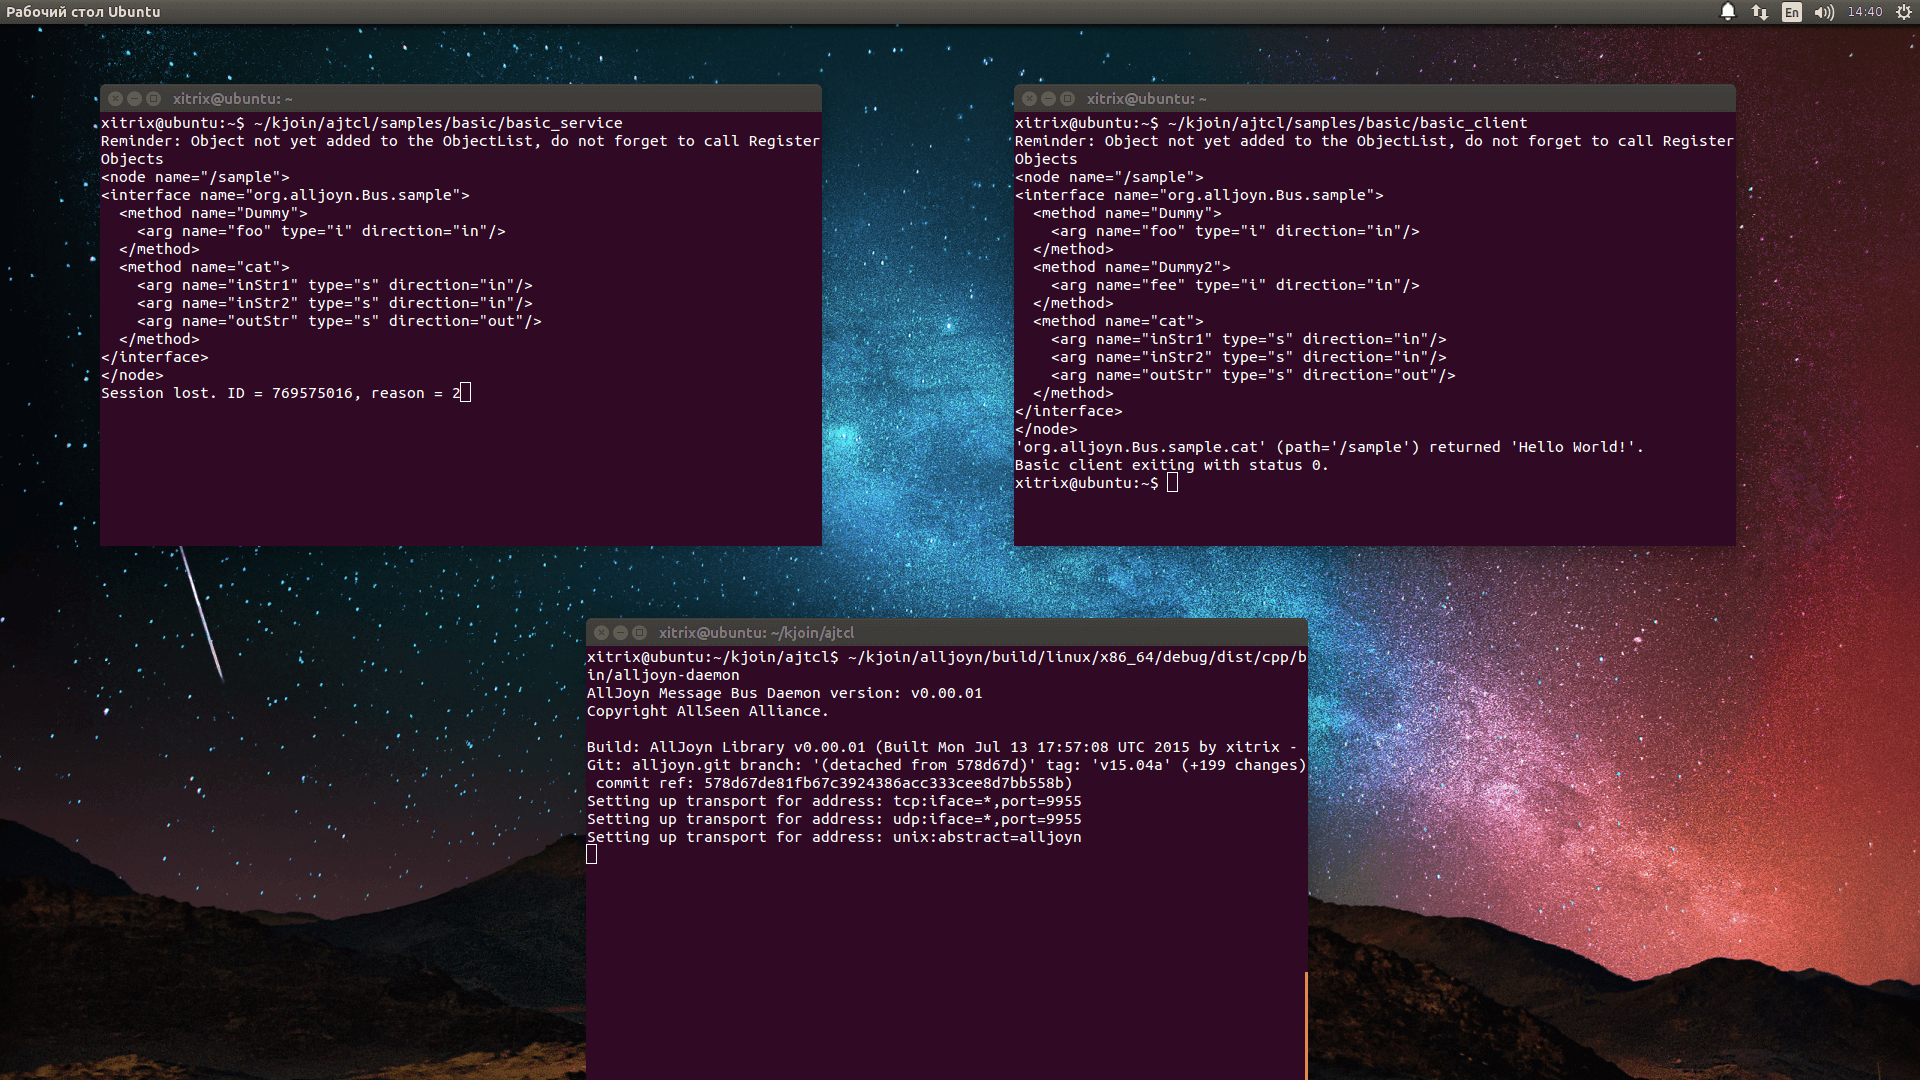 Рабочий стол Ubuntu
En
14:40
xitrix@ubuntu: ~
xitrix@ubuntu:~$ ~/kjoin/ajtcl/samples/basic/basic_service
Reminder: Object not yet added to the ObjectList, do not forget to call Register
Objects
<node name="/sample">
<interface name="org.alljoyn.Bus.sample">
  <method name="Dummy">
    <arg name="foo" type="i" direction="in"/>
  </method>
  <method name="cat">
    <arg name="inStr1" type="s" direction="in"/>
    <arg name="inStr2" type="s" direction="in"/>
    <arg name="outStr" type="s" direction="out"/>
  </method>
</interface>
</node>
Session lost. ID = 769575016, reason = 2
xitrix@ubuntu: ~
xitrix@ubuntu:~$ ~/kjoin/ajtcl/samples/basic/basic_client
Reminder: Object not yet added to the ObjectList, do not forget to call Register
Objects
<node name="/sample">
<interface name="org.alljoyn.Bus.sample">
  <method name="Dummy">
    <arg name="foo" type="i" direction="in"/>
  </method>
  <method name="Dummy2">
    <arg name="fee" type="i" direction="in"/>
  </method>
  <method name="cat">
    <arg name="inStr1" type="s" direction="in"/>
    <arg name="inStr2" type="s" direction="in"/>
    <arg name="outStr" type="s" direction="out"/>
  </method>
</interface>
</node>
'org.alljoyn.Bus.sample.cat' (path='/sample') returned 'Hello World!'.
Basic client exiting with status 0.
xitrix@ubuntu:~$
xitrix@ubuntu: ~/kjoin/ajtcl
xitrix@ubuntu:~/kjoin/ajtcl$ ~/kjoin/alljoyn/build/linux/x86_64/debug/dist/cpp/b
in/alljoyn-daemon
AllJoyn Message Bus Daemon version: v0.00.01
Copyright AllSeen Alliance.
Build: AllJoyn Library v0.00.01 (Built Mon Jul 13 17:57:08 UTC 2015 by xitrix -
Git: alljoyn.git branch: '(detached from 578d67d)' tag: 'v15.04a' (+199 changes)
 commit ref: 578d67de81fb67c3924386acc333cee8d7bb558b)
Setting up transport for address: tcp:iface=*,port=9955
Setting up transport for address: udp:iface=*,port=9955
Setting up transport for address: unix:abstract=alljoyn